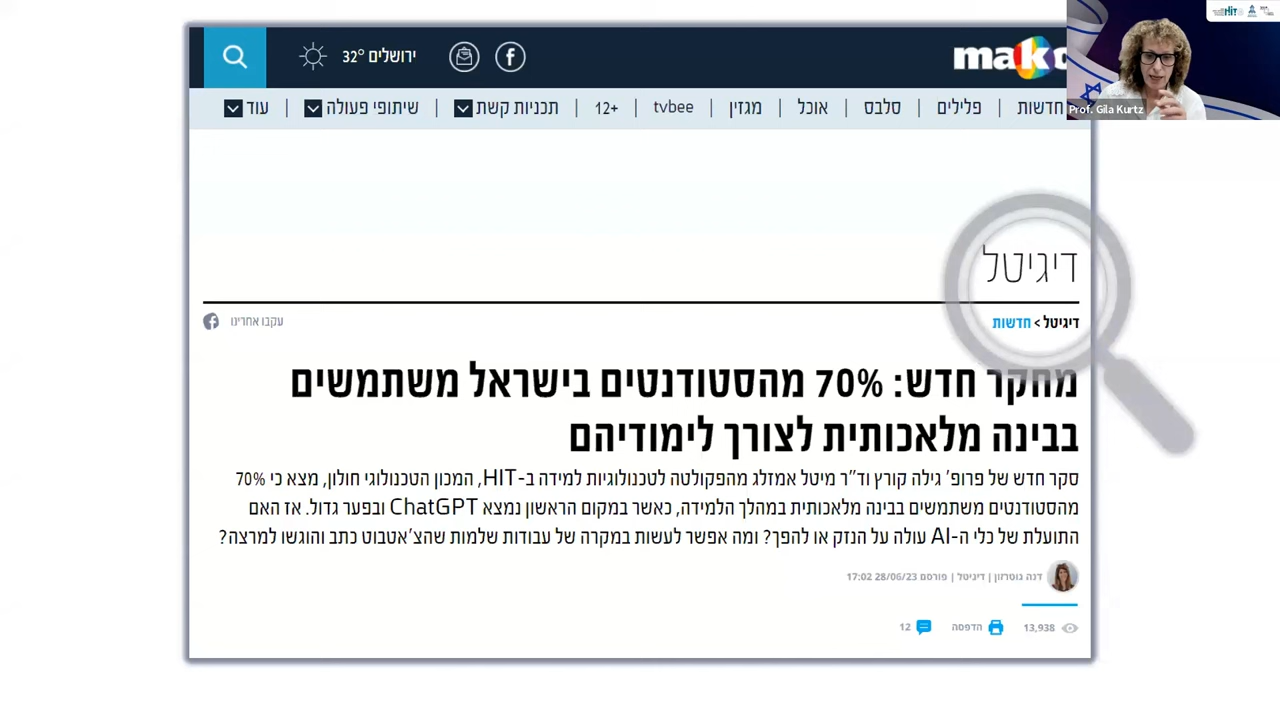 HiT
Prof. Gila Kurtz
mako
ירושלים 32°
חדשות | פלילים | סלבס | אוכל | מגזין | tvbee | 12+ | תכניות קשת | שיתופי פעולה | עוד
דיגיטל
דיגיטל > חדשות
עקבו אחרינו
מחקר חדש: 70% מהסטודנטים בישראל משתמשים
בבינה מלאכותית לצורך לימודיהם
סקר חדש של פרופ' גילה קורץ וד"ר מיטל אמזלג מהפקולטה לטכנולוגיות למידה ב-HIT, המכון הטכנולוגי חולון, מצא כי 70%
מהסטודנטים משתמשים בבינה מלאכותית במהלך הלמידה, כאשר במקום הראשון נמצא ChatGPT ובפער גדול. אז האם
התועלת של כלי ה-AI עולה על הנזק או להפך? ומה אפשר לעשות במקרה של עבודות שלמות שהצ'אטבוט כתב והוגשו למרצה?
דנה גוטרזון | דיגיטל | פורסם 28/06/23 17:02
13,938 הדפסה 12